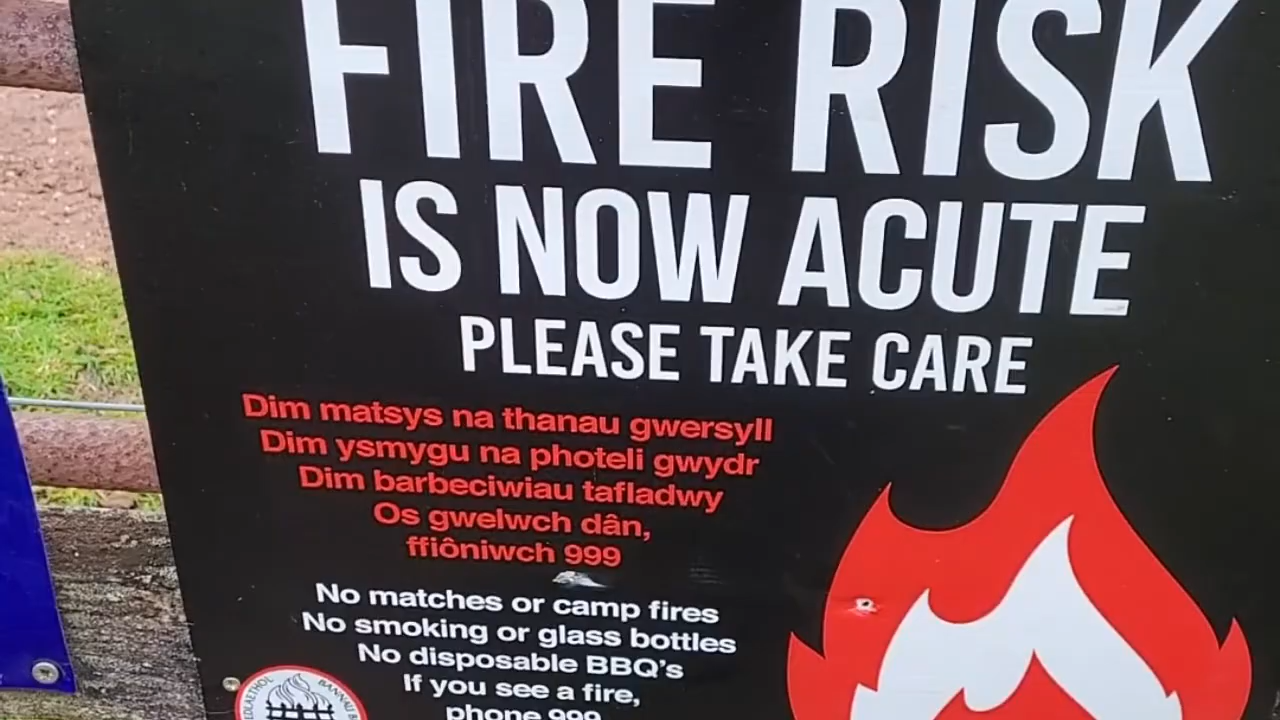 FIRE RISK
IS NOW ACUTE
PLEASE TAKE CARE
Dim matsys na thanau gwersyll
Dim ysmygu na photeli gwydr
Dim barbeciwiau tafladwy
Os gwelwch dân,
ffiôniwch 999
No matches or camp fires
No smoking or glass bottles
No disposable BBQ's
If you see a fire,
phone 999
BANNAU